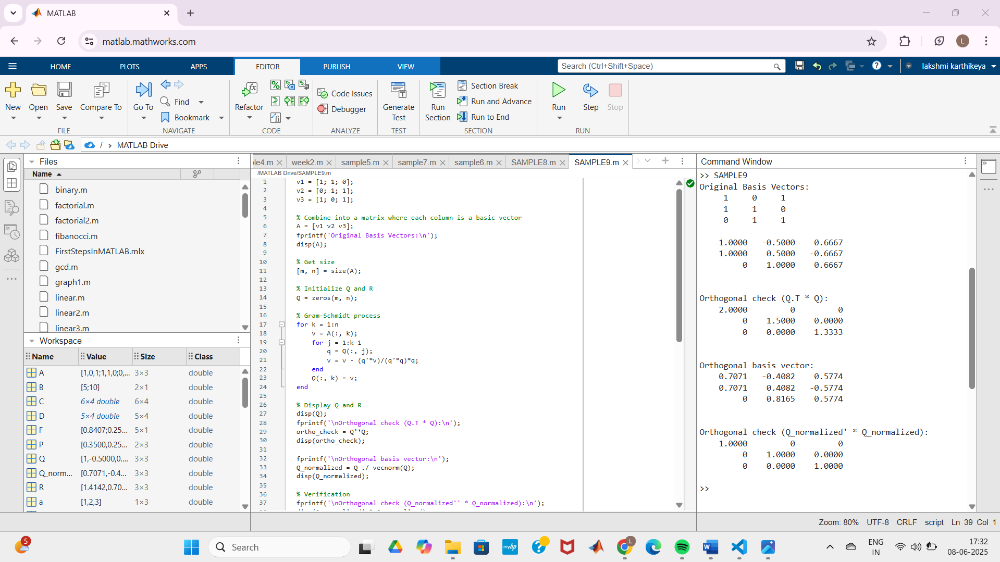 MATLAB
matlab.mathworks.com
L
HOME
PLOTS
APPS
EDITOR
PUBLISH
VIEW
Search (Ctrl+Shift+Space)
lakshmi karthikeya
New
Open
Save
Compare To
FILE
Go To
Find
Bookmark
NAVIGATE
Refactor
CODE
Code Issues
Debugger
ANALYZE
Generate Test
TEST
Run Section
Section Break
Run and Advance
Run to End
SECTION
Run
Step
Stop
RUN
/ › MATLAB Drive
Files
Name
binary.m
factorial.m
factorial2.m
fibanocci.m
FirstStepsInMATLAB.mlx
gcd.m
graph1.m
linear.m
linear2.m
linear3.m
Workspace
Name Value Size Class
A [1,0,1;1,1,0;0,... 3×3 double
B [5;10] 2×1 double
C 6×4 double 6×4 double
D 5×4 double 5×4 double
F [0.8407;0.25... 5×1 double
P [0.3500,0.25... 2×3 double
Q [1,-0.5000,0.... 3×3 double
Q_norm... [0.7071,-0.4... 3×3 double
R [1.4142,0.70... 3×3 double
a [1,2,3] 1×3 double
ple4.m week2.m sample5.m sample7.m sample6.m SAMPLE8.m SAMPLE9.m
/MATLAB Drive/SAMPLE9.m
1 v1 = [1; 1; 0];
2 v2 = [0; 1; 1];
3 v3 = [1; 0; 1];
4
5 % Combine into a matrix where each column is a basic vector
6 A = [v1 v2 v3];
7 fprintf('Original Basis Vectors:\n');
8 disp(A);
9
10 % Get size
11 [m, n] = size(A);
12
13 % Initialize Q and R
14 Q = zeros(m, n);
15
16 % Gram-Schmidt process
17 for k = 1:n
18 v = A(:, k);
19 for j = 1:k-1
20 q = Q(:, j);
21 v = v - (q'*v)/(q'*q)*q;
22 end
23 Q(:, k) = v;
24 end
25
26 % Display Q and R
27 disp(Q);
28 fprintf('\nOrthogonal check (Q.T * Q):\n');
29 ortho_check = Q'*Q;
30 disp(ortho_check);
31
32 fprintf('\nOrthogonal basis vector:\n');
33 Q_normalized = Q ./ vecnorm(Q);
34 disp(Q_normalized);
35
36 % Verification
37 fprintf('\nOrthogonal check (Q_normalized'' * Q_normalized):\n');
Command Window
>> SAMPLE9
Original Basis Vectors:
1 0 1
1 1 0
0 1 1
1.0000 -0.5000 0.6667
1.0000 0.5000 -0.6667
0 1.0000 0.6667
Orthogonal check (Q.T * Q):
2.0000 0 0
0 1.5000 0.0000
0 0.0000 1.3333
Orthogonal basis vector:
0.7071 -0.4082 0.5774
0.7071 0.4082 -0.5774
0 0.8165 0.5774
Orthogonal check (Q_normalized' * Q_normalized):
1.0000 0 0
0 1.0000 0.0000
0 0.0000 1.0000
>>
Zoom: 80% UTF-8 CRLF script Ln 39 Col 1
5
Search
myhp
L
ENG
IN
17:32
08-06-2025